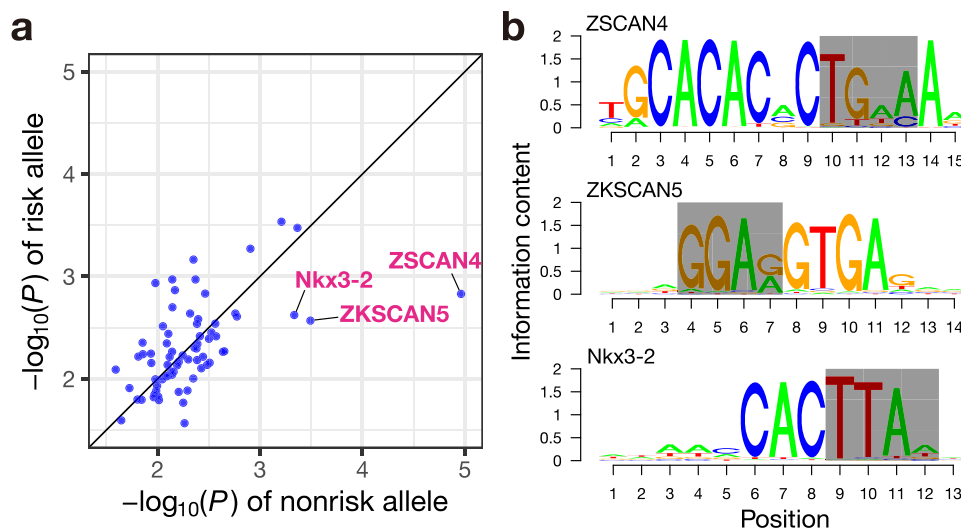 a
5
4
3
2
2 3 4 5
−log10(P) of risk allele
−log10(P) of nonrisk allele
ZSCAN4
Nkx3-2
ZKSCAN5
b
Information content
ZSCAN4
2
1.5
1
0.5
0
TGCACACACTGAAAA
1 2 3 4 5 6 7 8 9 10 11 12 13 14 15
ZKSCAN5
2
1.5
1
0.5
0
GGAGGTGAG
1 2 3 4 5 6 7 8 9 10 11 12 13 14
Nkx3-2
2
1.5
1
0.5
0
AACCACTTAA
1 2 3 4 5 6 7 8 9 10 11 12 13
Position